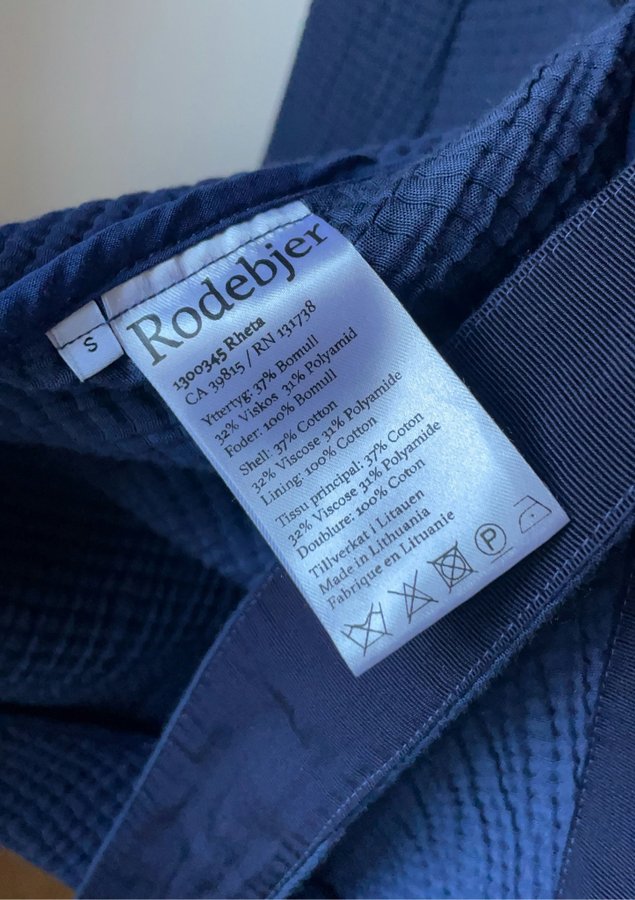 S
Rodebjer
1300345 Rheta
CA 39815 / RN 131738
Yttertyg: 37% Bomull
32% Viskos 31% Polyamid
Foder: 100% Bomull
Shell: 37% Cotton
32% Viscose 31% Polyamide
Lining: 100% Cotton
Tissu principal: 37% Coton
32% Viscose 31% Polyamide
Doublure: 100% Coton
Tillverkat i Litauen
Made in Lithuania
Fabrique en Lituanie
P